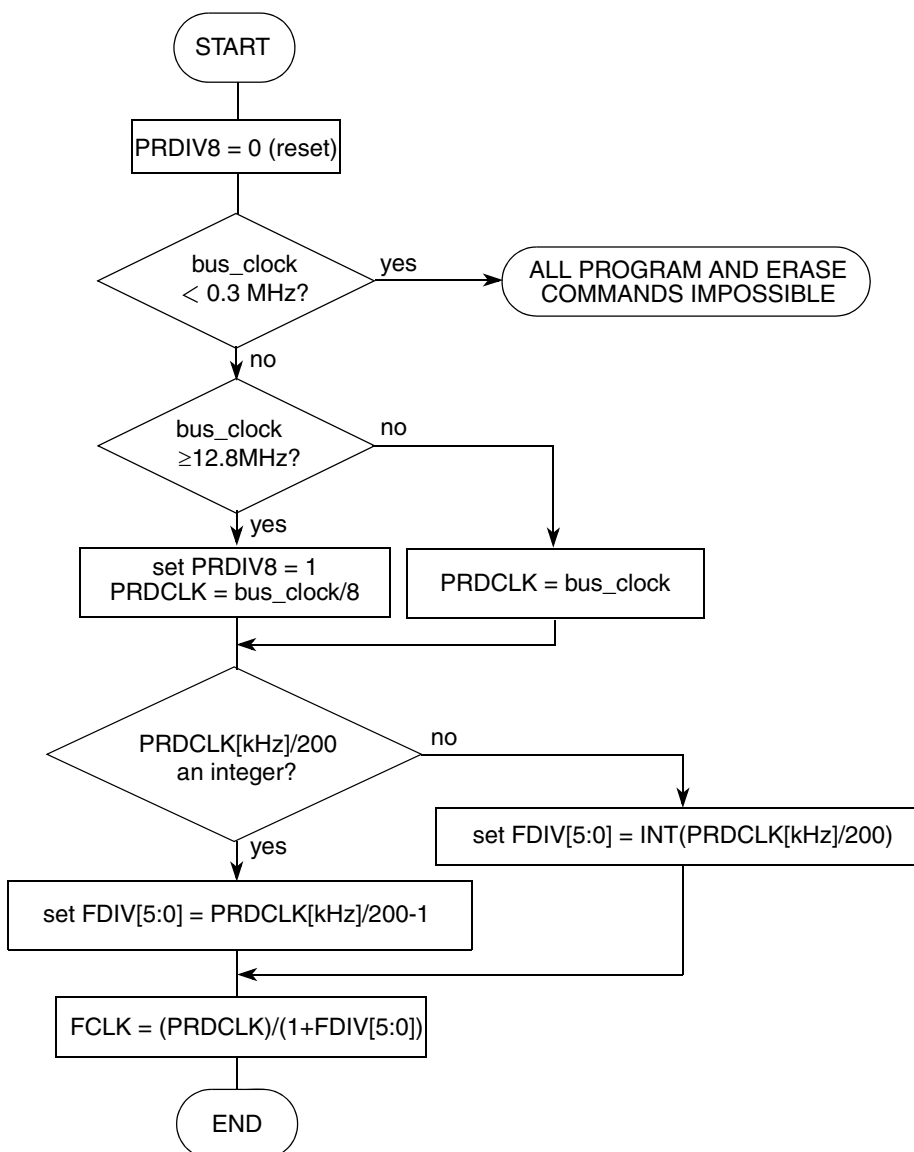 START
PRDIV8 = 0 (reset)
bus_clock
< 0.3 MHz?
yes
ALL PROGRAM AND ERASE
COMMANDS IMPOSSIBLE
no
bus_clock
≥12.8MHz?
no
yes
set PRDIV8 = 1
PRDCLK = bus_clock/8
PRDCLK = bus_clock
PRDCLK[kHz]/200
an integer?
no
set FDIV[5:0] = INT(PRDCLK[kHz]/200)
yes
set FDIV[5:0] = PRDCLK[kHz]/200-1
FCLK = (PRDCLK)/(1+FDIV[5:0])
END